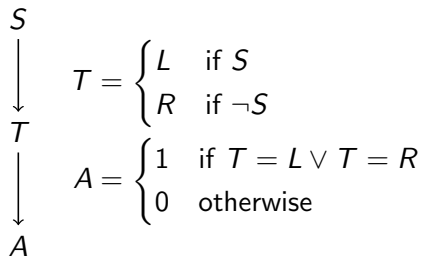 S
T = { L if S
R if ¬S
T
A = { 1 if T = L ∨ T = R
0 otherwise
A